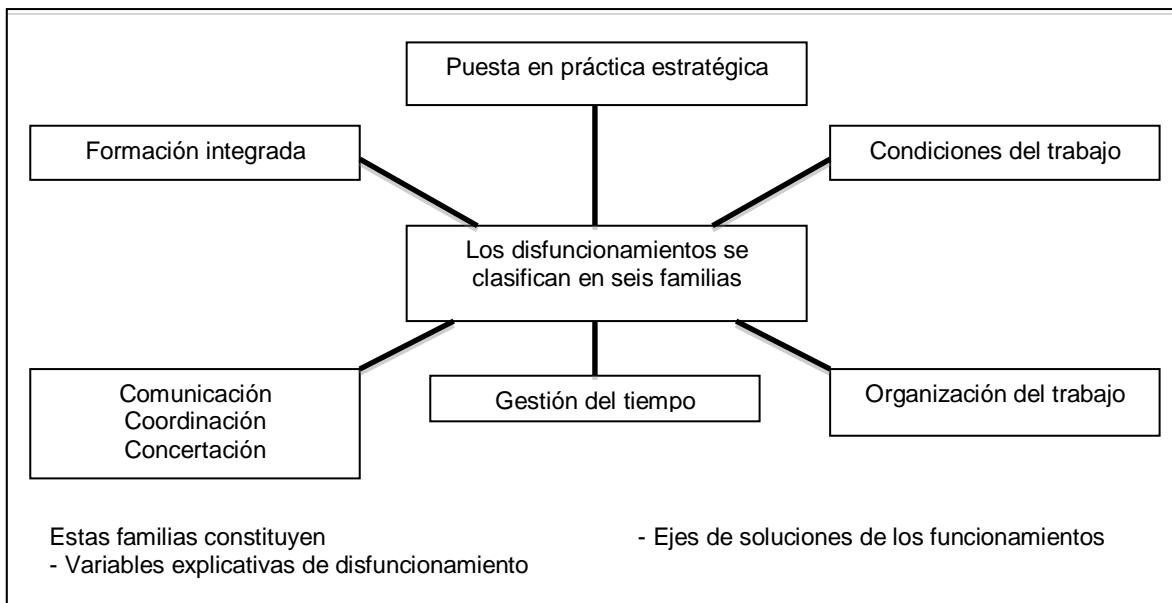 Puesta en práctica estratégica
Formación integrada
Condiciones del trabajo
Los disfuncionamientos se
clasifican en seis familias
Comunicación
Coordinación
Concertación
Gestión del tiempo
Organización del trabajo
Estas familias constituyen
- Variables explicativas de disfuncionamiento
- Ejes de soluciones de los funcionamientos